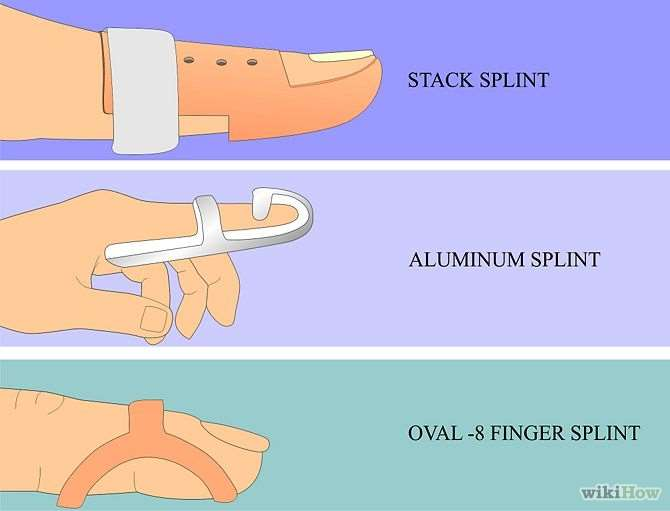 STACK SPLINT
ALUMINUM SPLINT
OVAL -8 FINGER SPLINT
wikiHow